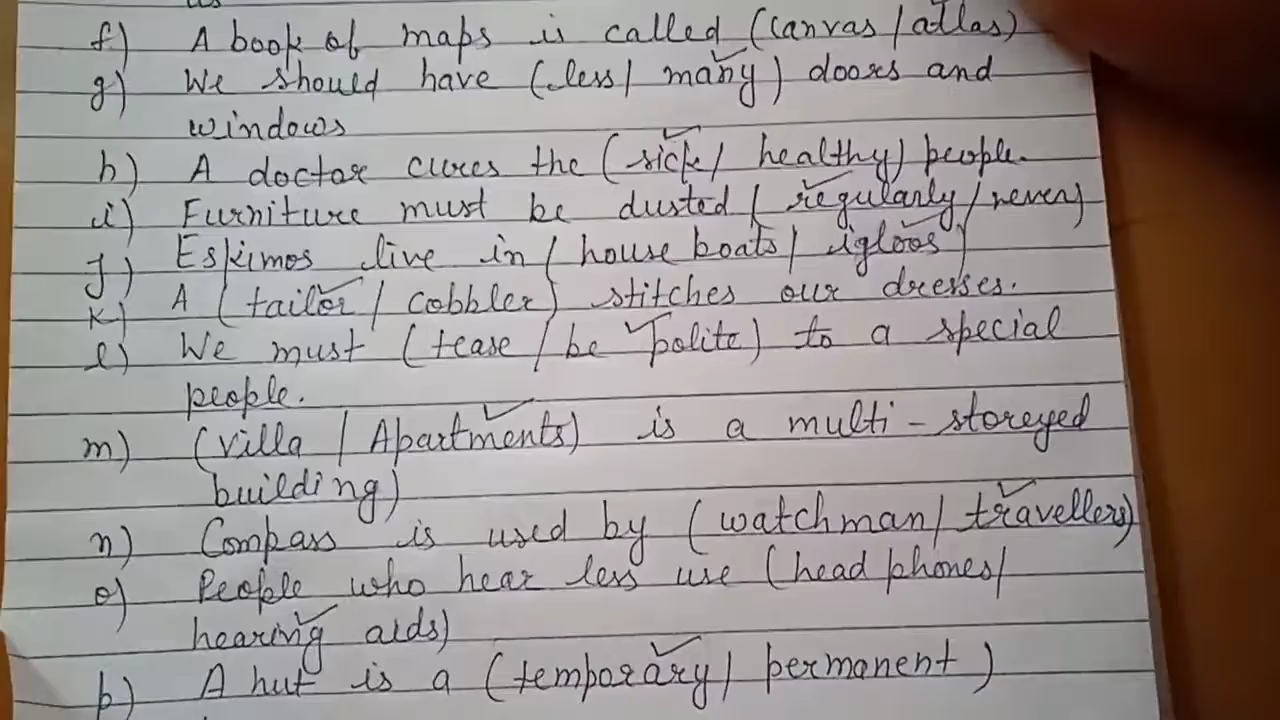 f) A book of maps is called (canvas/atlas)
g) We should have (less/ many) doors and
windows
h) A doctor cures the (sick/ healthy) people.
i) Furniture must be dusted ( regularly/never)
j) Eskimos live in ( house boats/ igloos)
k) A (tailor / cobbler) stitches our dresses.
l) We must (tease /be polite) to a special
people.
m) (Villa / Apartments) is a multi-storeyed
building)
n) Compass is used by (watchman/ travellers)
o) People who hear less use (head phones/
hearing aids)
p) A hut is a (temporary/ permanent )